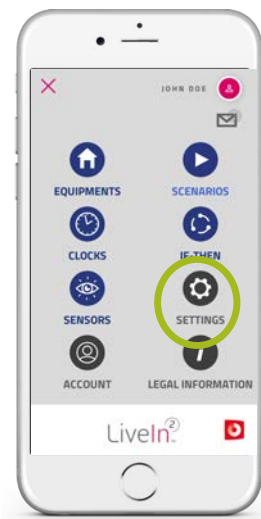 JOHN DOE
EQUIPMENTS SCENARIOS
CLOCKS IF-THEN
SENSORS SETTINGS
ACCOUNT LEGAL INFORMATION
LiveIn2